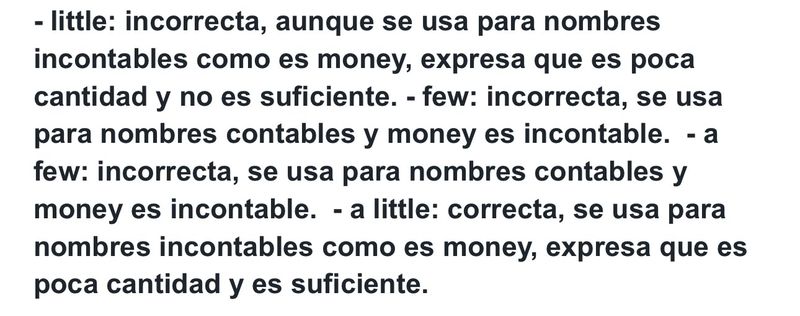 - little: incorrecta, aunque se usa para nombres
incontables como es money, expresa que es poca
cantidad y no es suficiente. - few: incorrecta, se usa
para nombres contables y money es incontable.  - a
few: incorrecta, se usa para nombres contables y
money es incontable.  - a little: correcta, se usa para
nombres incontables como es money, expresa que es
poca cantidad y es suficiente.